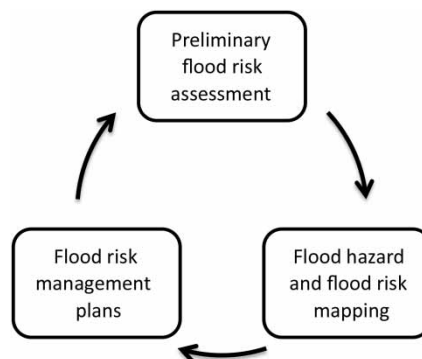 Preliminary
flood risk
assessment
Flood hazard
and flood risk
mapping
Flood risk
management
plans